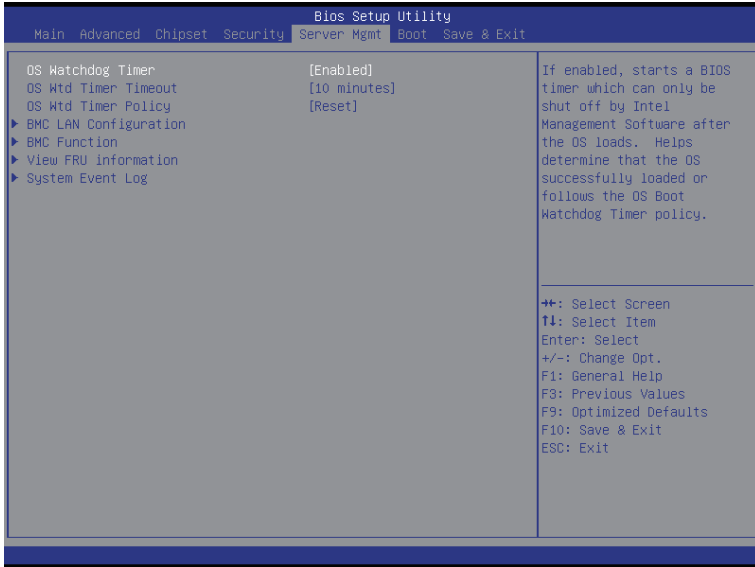 Bios Setup Utility
Main Advanced Chipset Security Server Mgmt Boot Save & Exit
OS Watchdog Timer [Enabled]
OS Wtd Timer Timeout [10 minutes]
OS Wtd Timer Policy [Reset]
BMC LAN Configuration
BMC Function
View FRU information
System Event Log
If enabled, starts a BIOS
timer which can only be
shut off by Intel
Management Software after
the OS loads. Helps
determine that the OS
successfully loaded or
follows the OS Boot
Watchdog Timer policy.
→←: Select Screen
↑↓: Select Item
Enter: Select
+/-: Change Opt.
F1: General Help
F3: Previous Values
F9: Optimized Defaults
F10: Save & Exit
ESC: Exit